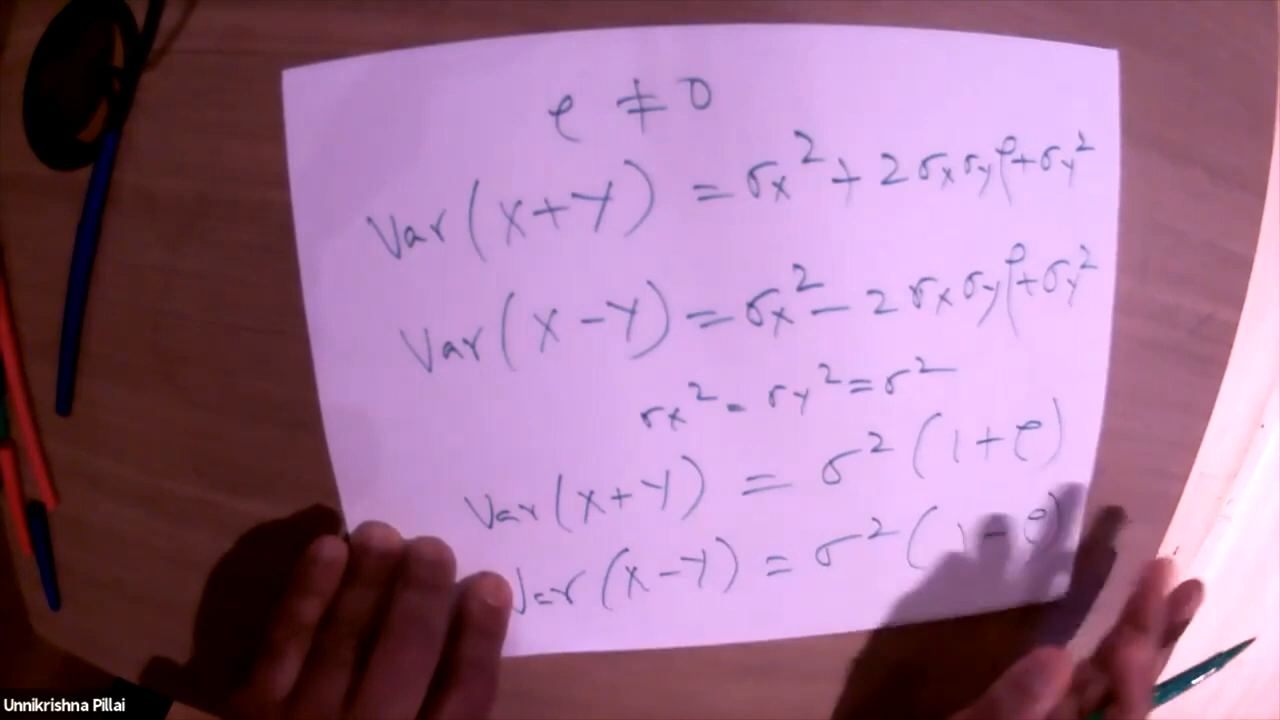 ρ ≠ 0
Var(X+Y) = σx² + 2σxσyρ+σy²
Var(X-Y) = σx² - 2σxσyρ+σy²
σx² = σy² = σ²
Var(X+Y) = σ²(1+ρ)
Var(X-Y) = σ²(1-ρ)
Unnikrishna Pillai